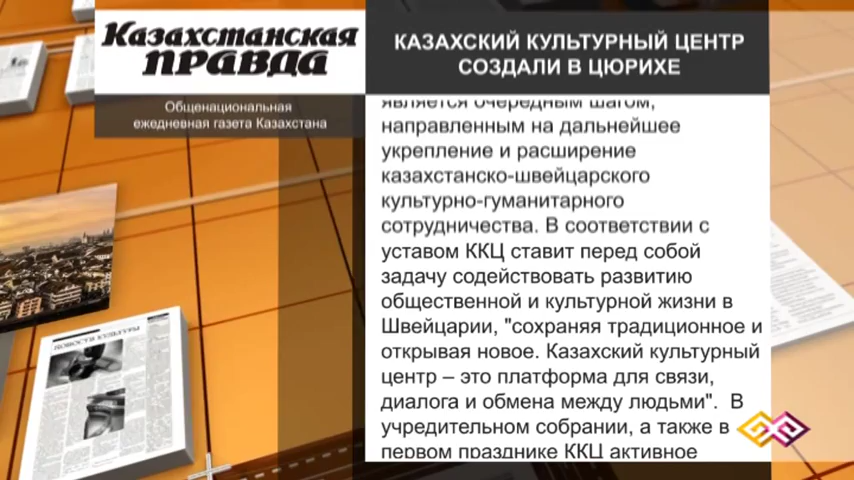 Казахстанская
ПРАВДА
Общенациональная
ежедневная газета Казахстана
КАЗАХСКИЙ КУЛЬТУРНЫЙ ЦЕНТР
СОЗДАЛИ В ЦЮРИХЕ
является очередным шагом,
направленным на дальнейшее
укрепление и расширение
казахстанско-швейцарского
культурно-гуманитарного
сотрудничества. В соответствии с
уставом ККЦ ставит перед собой
задачу содействовать развитию
общественной и культурной жизни в
Швейцарии, "сохраняя традиционное и
открывая новое. Казахский культурный
центр – это платформа для связи,
диалога и обмена между людьми".  В
учредительном собрании, а также в
первом празднике ККЦ активное
НОВОСТИ КУЛЬТУРЫ